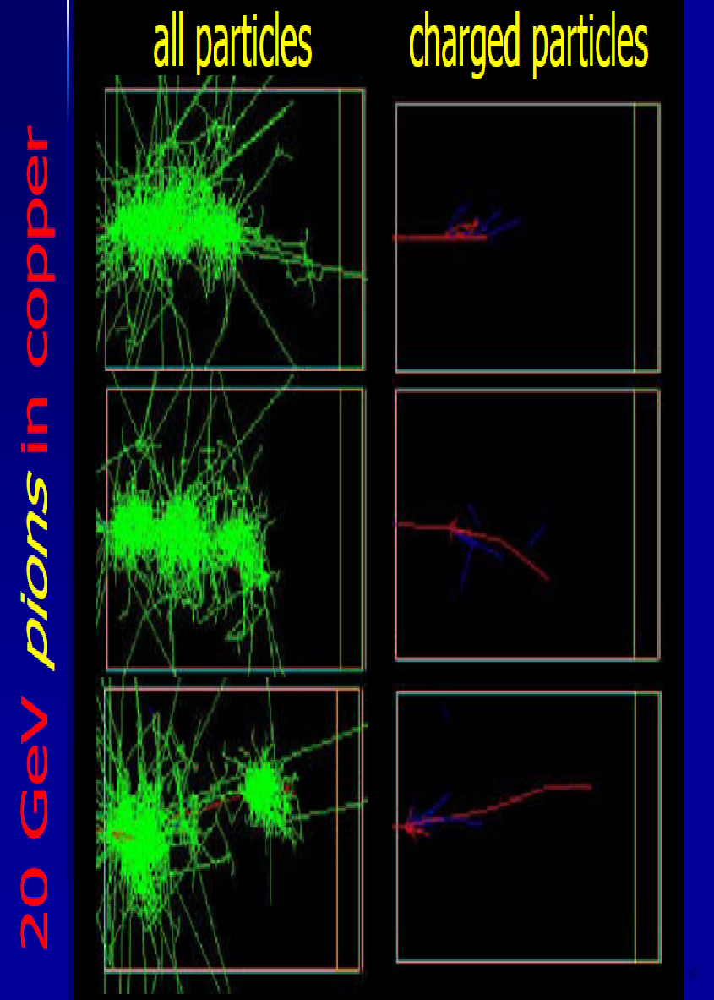 all particles
charged particles
20 GeV pions in copper